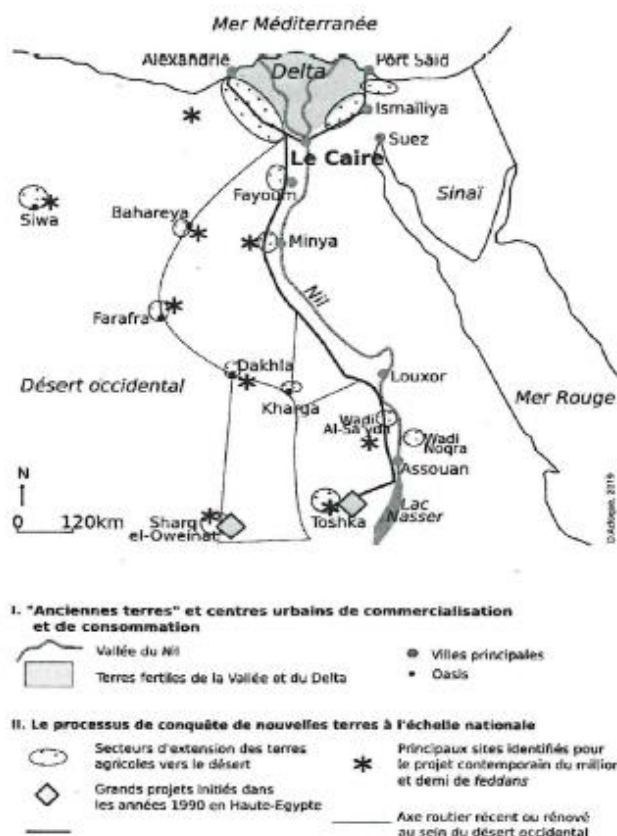 Mer Méditerranée
Alexandrie
Delta
Port Saïd
Ismaïliya
Le Caire
Suez
Sinaï
Fayoum
Siwa
Bahareya
Minya
Nil
Farafra
Dakhla
Désert occidental
Kharga
Louxor
Mer Rouge
Wadi
Al-Sa'yda
Wadi
Noqra
Assouan
N
0 120km
Sharq
el-Oweinat
Toshka
Lac
Nasser
2019
I. "Anciennes terres" et centres urbains de commercialisation
et de consommation
Vallée du Nil
Villes principales
Terres fertiles de la Vallée et du Delta
Oasis
II. Le processus de conquête de nouvelles terres à l'échelle nationale
Secteurs d'extension des terres
agricoles vers le désert
Principaux sites identifiés pour
le projet contemporain du million
et demi de feddans
Grands projets initiés dans
les années 1990 en Haute-Egypte
Axe routier récent ou rénové
au sein du désert occidental